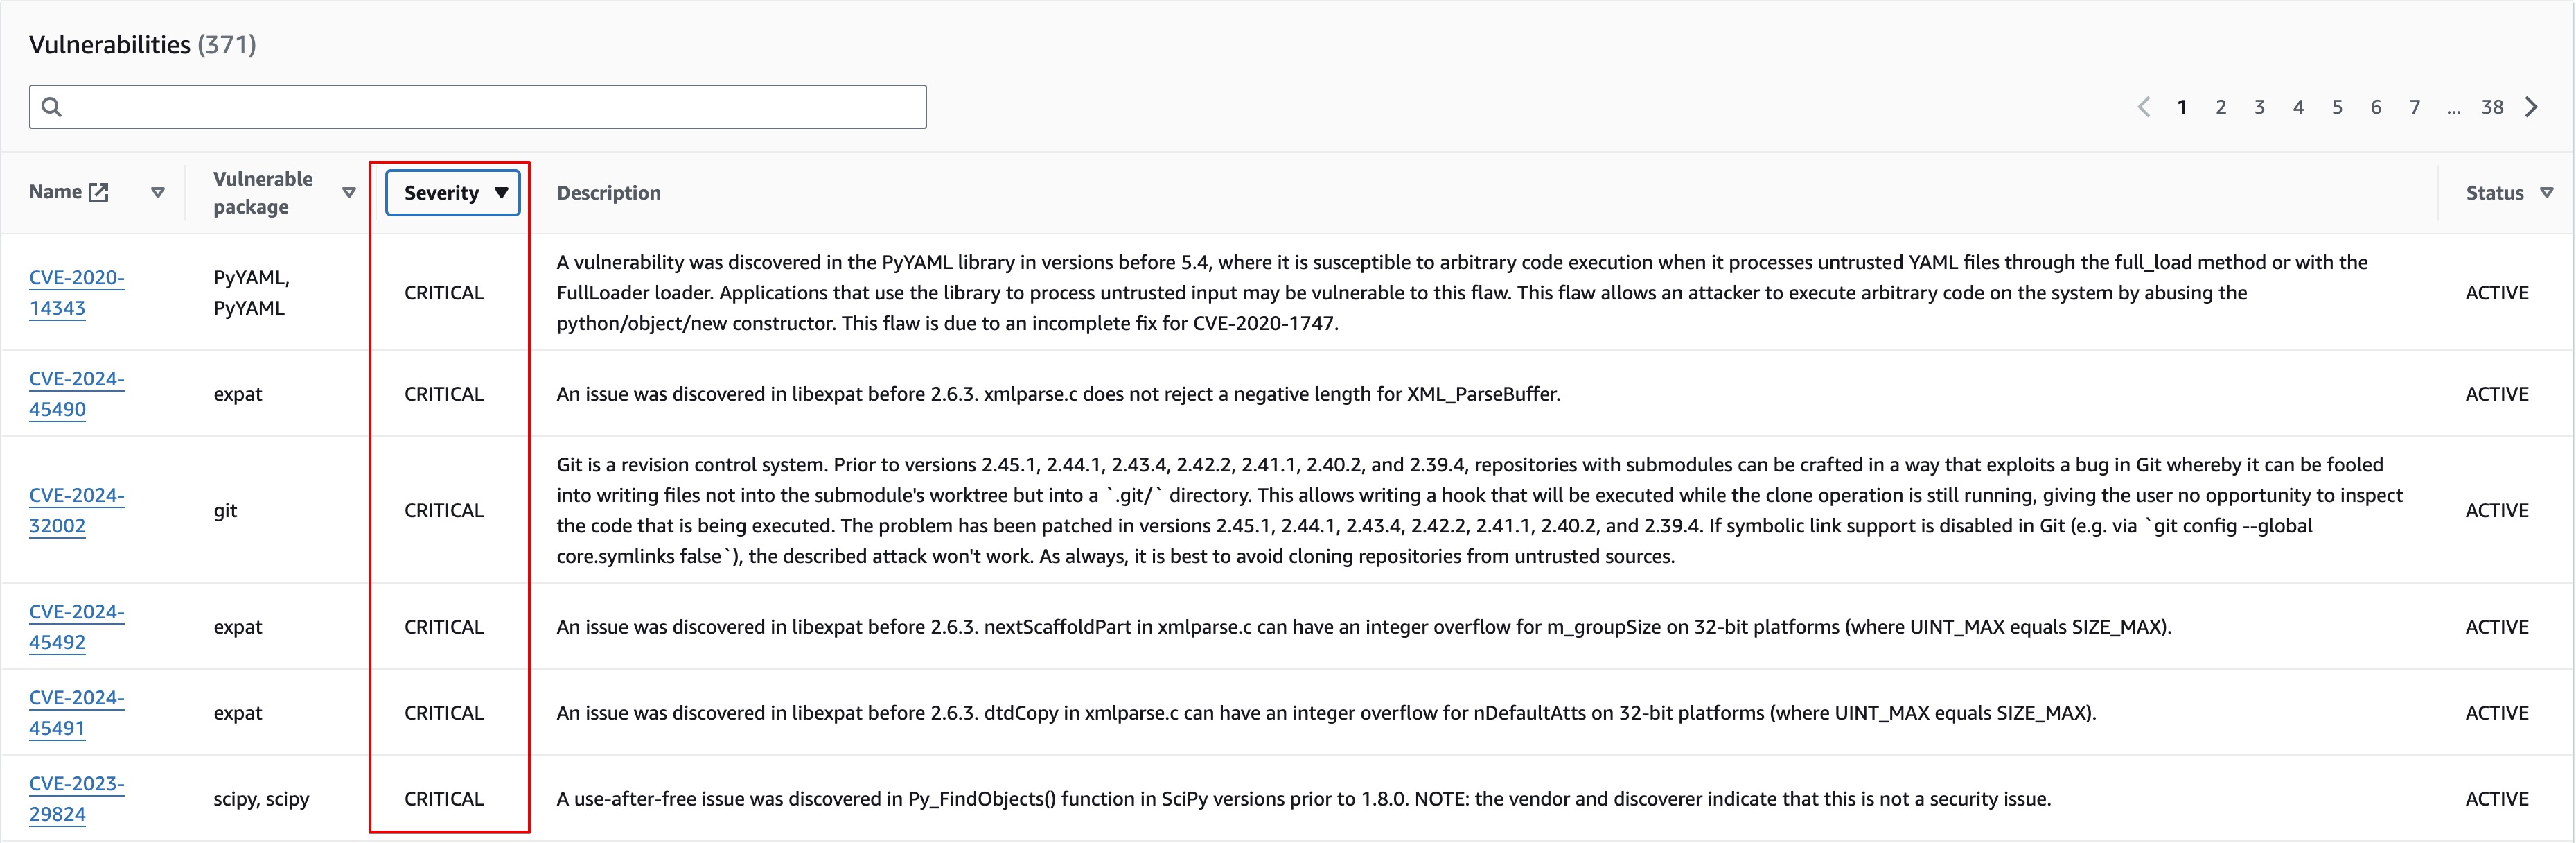 Vulnerabilities (371)
1 2 3 4 5 6 7 ... 38
Name
Vulnerable
package
Severity
Description
Status
CVE-2020-
14343
PyYAML,
PyYAML
CRITICAL
A vulnerability was discovered in the PyYAML library in versions before 5.4, where it is susceptible to arbitrary code execution when it processes untrusted YAML files through the full_load method or with the
FullLoader loader. Applications that use the library to process untrusted input may be vulnerable to this flaw. This flaw allows an attacker to execute arbitrary code on the system by abusing the
python/object/new constructor. This flaw is due to an incomplete fix for CVE-2020-1747.
ACTIVE
CVE-2024-
45490
expat
CRITICAL
An issue was discovered in libexpat before 2.6.3. xmlparse.c does not reject a negative length for XML_ParseBuffer.
ACTIVE
CVE-2024-
32002
git
CRITICAL
Git is a revision control system. Prior to versions 2.45.1, 2.44.1, 2.43.4, 2.42.2, 2.41.1, 2.40.2, and 2.39.4, repositories with submodules can be crafted in a way that exploits a bug in Git whereby it can be fooled
into writing files not into the submodule's worktree but into a `.git/` directory. This allows writing a hook that will be executed while the clone operation is still running, giving the user no opportunity to inspect
the code that is being executed. The problem has been patched in versions 2.45.1, 2.44.1, 2.43.4, 2.42.2, 2.41.1, 2.40.2, and 2.39.4. If symbolic link support is disabled in Git (e.g. via `git config --global
core.symlinks false`), the described attack won't work. As always, it is best to avoid cloning repositories from untrusted sources.
ACTIVE
CVE-2024-
45492
expat
CRITICAL
An issue was discovered in libexpat before 2.6.3. nextScaffoldPart in xmlparse.c can have an integer overflow for m_groupSize on 32-bit platforms (where UINT_MAX equals SIZE_MAX).
ACTIVE
CVE-2024-
45491
expat
CRITICAL
An issue was discovered in libexpat before 2.6.3. dtdCopy in xmlparse.c can have an integer overflow for nDefaultAtts on 32-bit platforms (where UINT_MAX equals SIZE_MAX).
ACTIVE
CVE-2023-
29824
scipy, scipy
CRITICAL
A use-after-free issue was discovered in Py_FindObjects() function in SciPy versions prior to 1.8.0. NOTE: the vendor and discoverer indicate that this is not a security issue.
ACTIVE